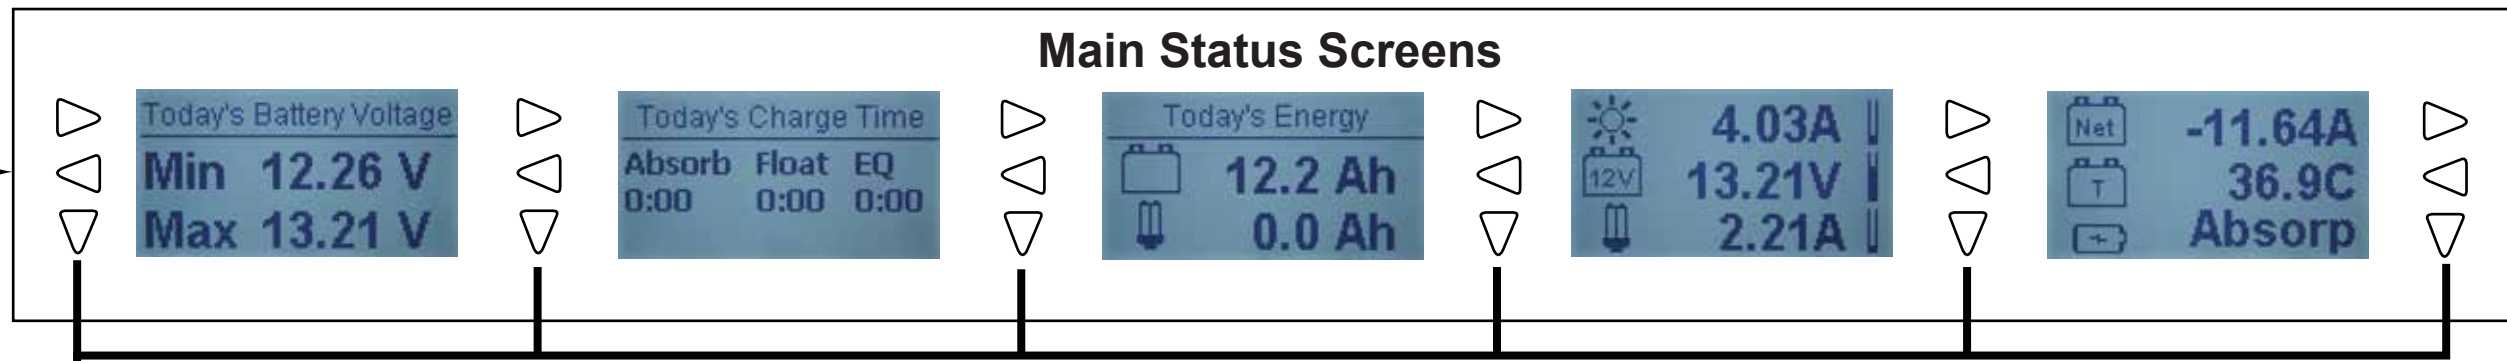 Main Status Screens
Today's Battery Voltage
Min 12.26 V
Max 13.21 V
Today's Charge Time
Absorb Float EQ
0:00 0:00 0:00
Today's Energy
12.2 Ah
0.0 Ah
4.03A
12V 13.21V
2.21A
Net -11.64A
T 36.9C
Absorp